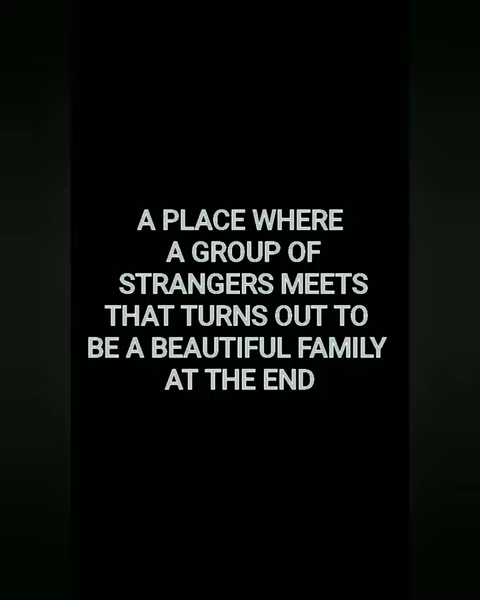 A PLACE WHERE
A GROUP OF
STRANGERS MEETS
THAT TURNS OUT TO
BE A BEAUTIFUL FAMILY
AT THE END